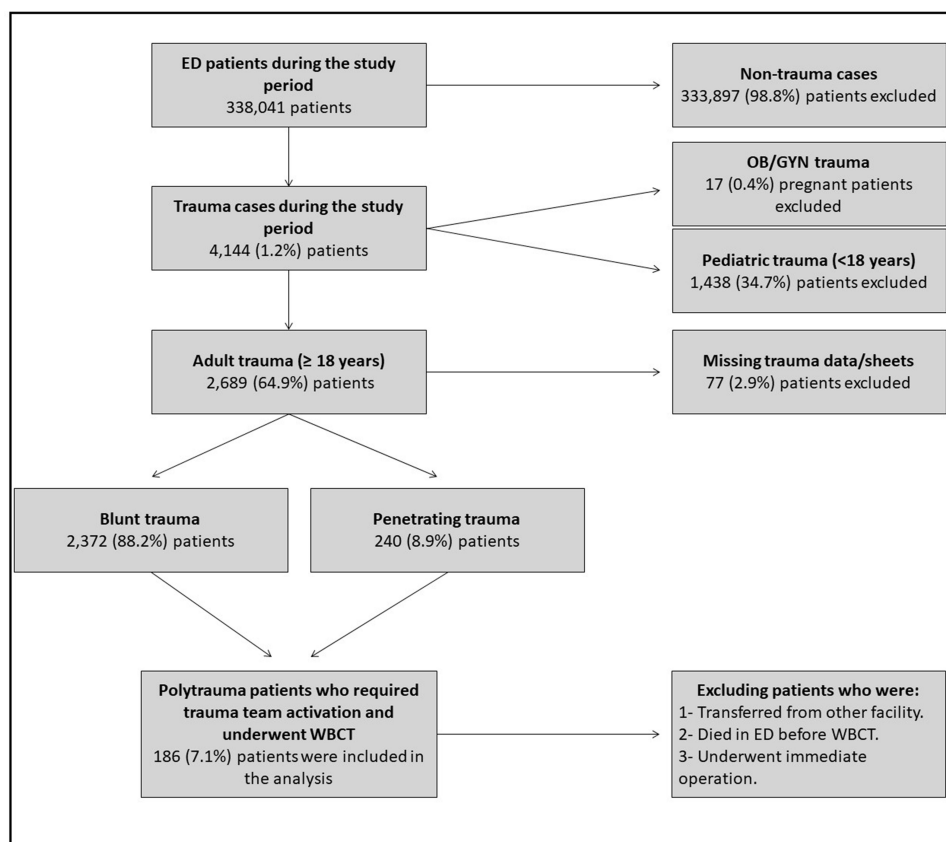 ED patients during the study
period
338,041 patients
Non-trauma cases
333,897 (98.8%) patients excluded
OB/GYN trauma
17 (0.4%) pregnant patients
excluded
Trauma cases during the study
period
4,144 (1.2%) patients
Pediatric trauma (<18 years)
1,438 (34.7%) patients excluded
Adult trauma (≥ 18 years)
2,689 (64.9%) patients
Missing trauma data/sheets
77 (2.9%) patients excluded
Blunt trauma
2,372 (88.2%) patients
Penetrating trauma
240 (8.9%) patients
Polytrauma patients who required
trauma team activation and
underwent WBCT
186 (7.1%) patients were included in
the analysis
Excluding patients who were:
1- Transferred from other facility.
2- Died in ED before WBCT.
3- Underwent immediate
operation.